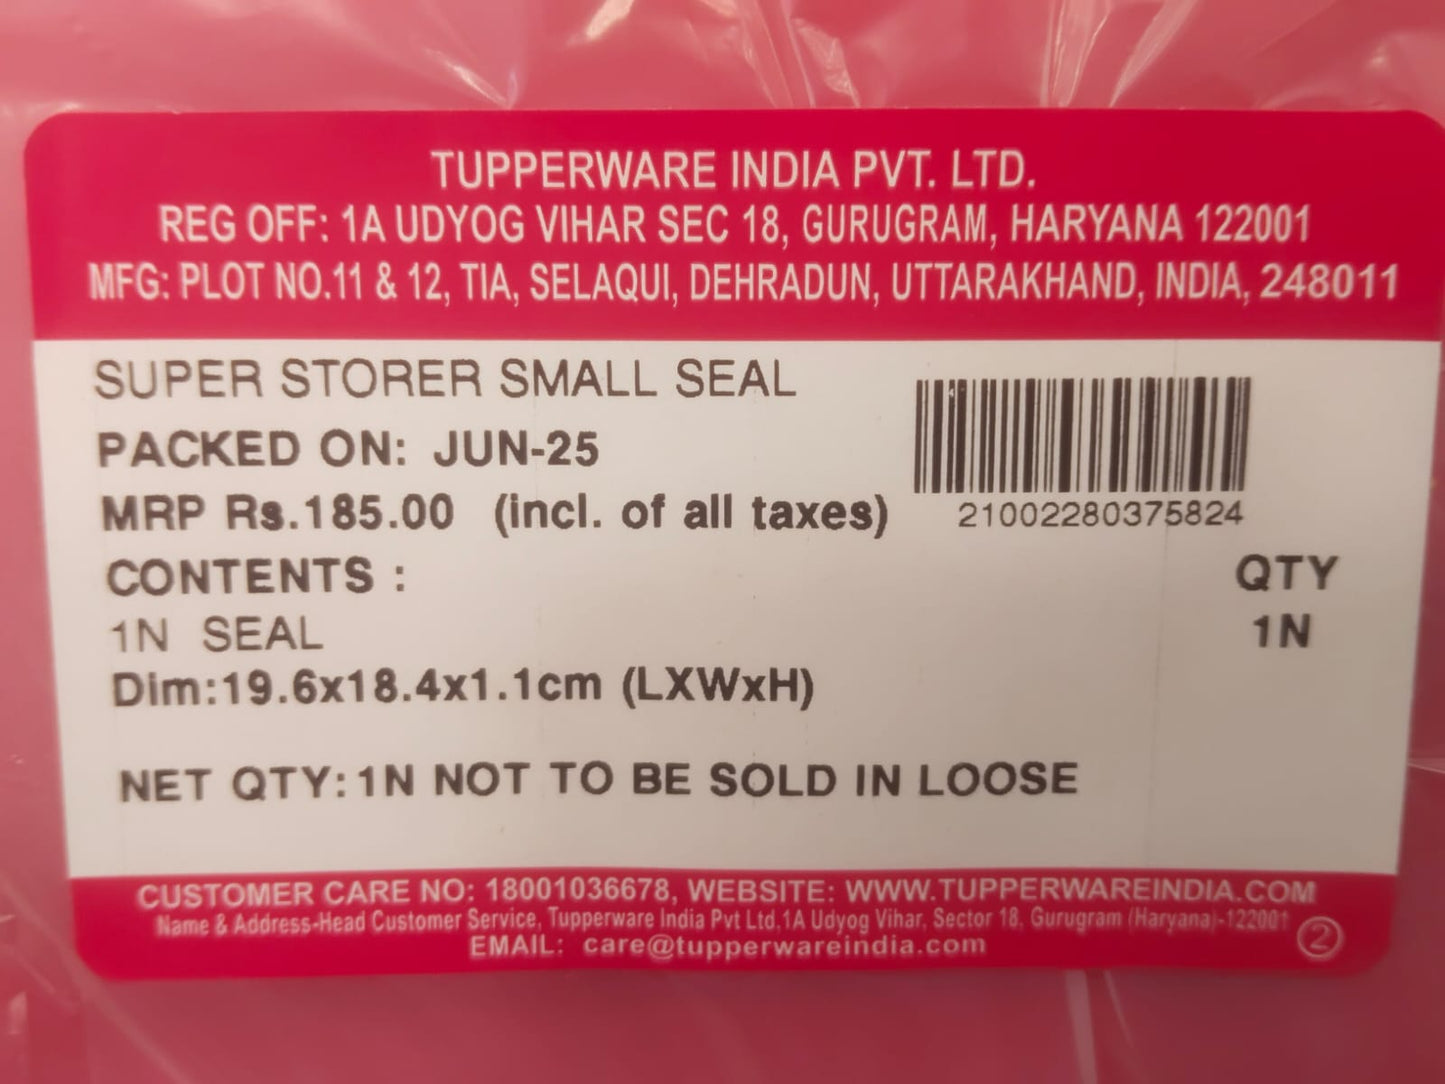 TUPPERWARE INDIA PVT. LTD.
REG OFF: 1A UDYOG VIHAR SEC 18, GURUGRAM, HARYANA 122001
MFG: PLOT NO.11 & 12, TIA, SELAQUI, DEHRADUN, UTTARAKHAND, INDIA, 248011
SUPER STORER SMALL SEAL
PACKED ON: JUN-25
MRP Rs.185.00 (incl. of all taxes)
21002280375824
CONTENTS : QTY
1N SEAL 1N
Dim:19.6x18.4x1.1cm (LXWxH)
NET QTY:1N NOT TO BE SOLD IN LOOSE
CUSTOMER CARE NO: 18001036678, WEBSITE: WWW.TUPPERWAREINDIA.COM
Name & Address-Head Customer Service, Tupperware India Pvt Ltd,1A Udyog Vihar, Sector 18, Gurugram (Haryana)-122001
EMAIL: care@tupperwareindia.com
2